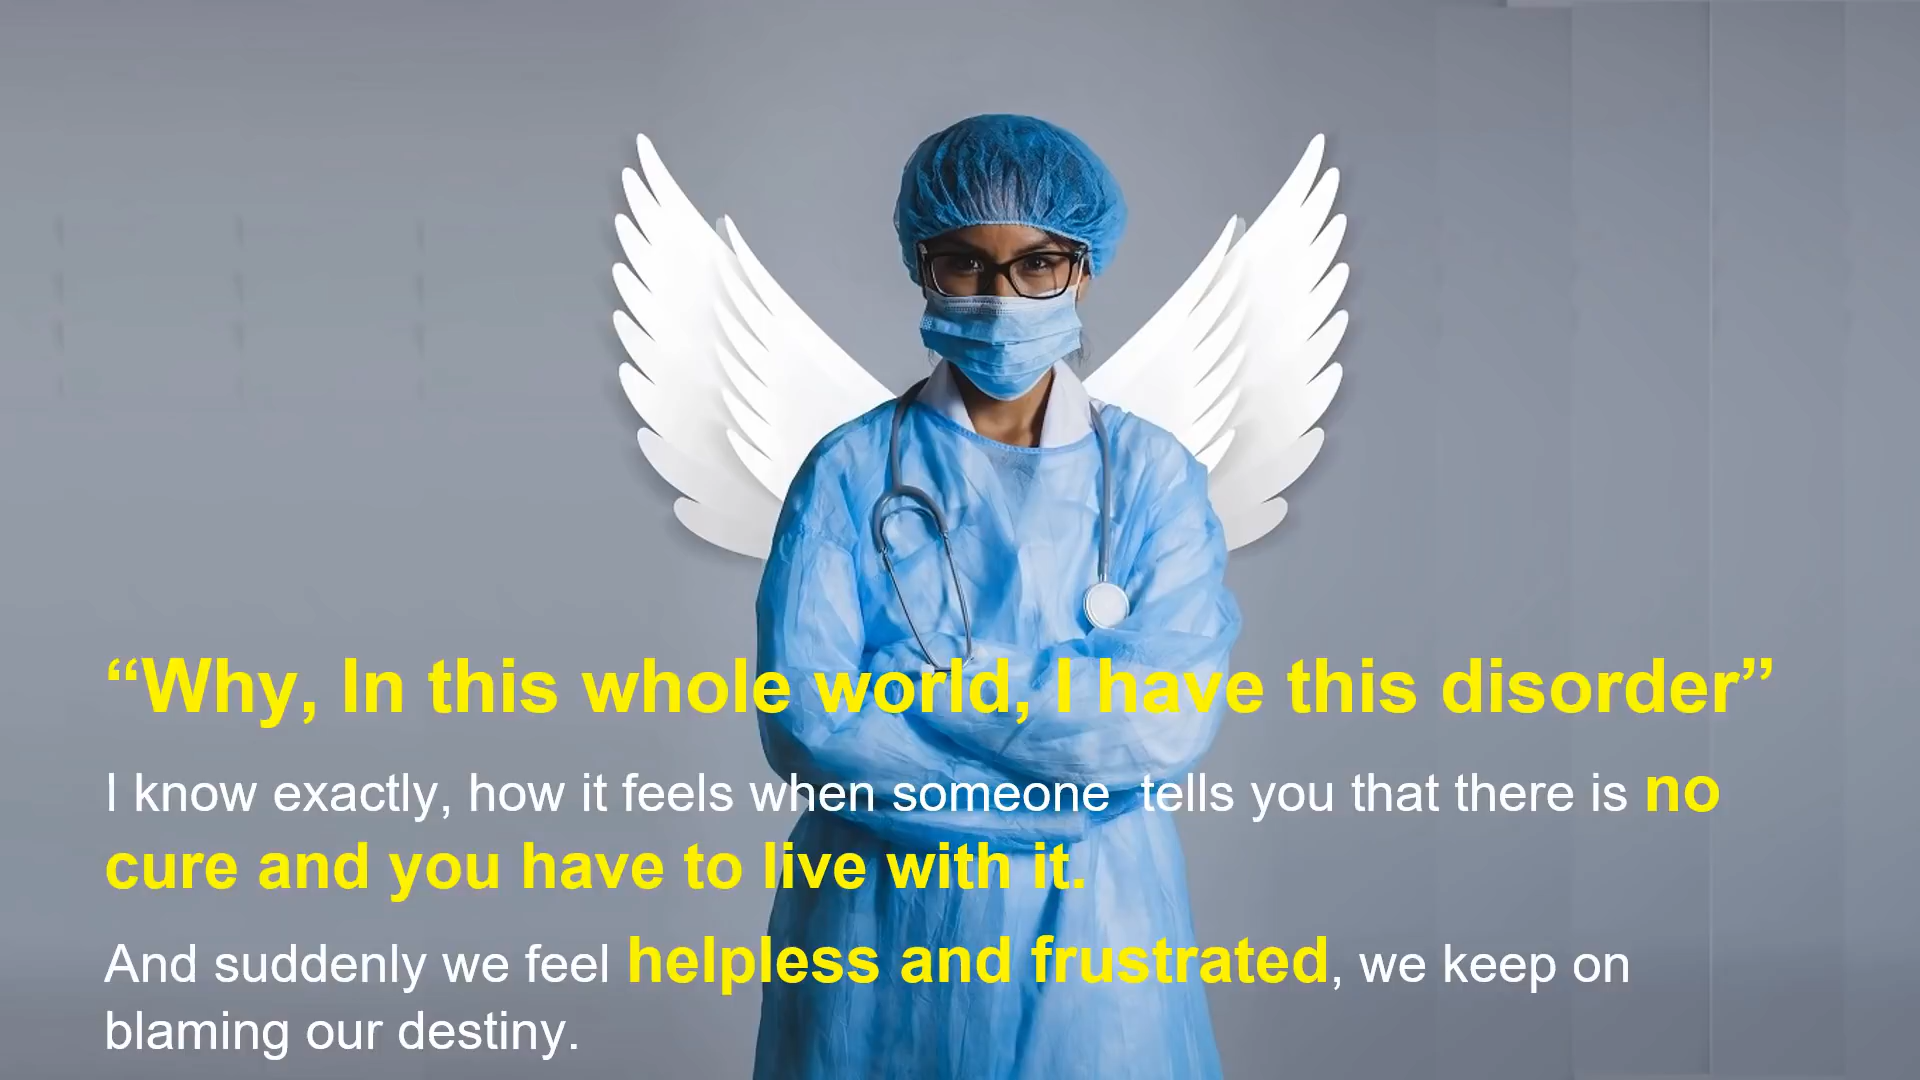 “Why, In this whole world, I have this disorder”
I know exactly, how it feels when someone  tells you that there is no
cure and you have to live with it.
And suddenly we feel helpless and frustrated, we keep on
blaming our destiny.